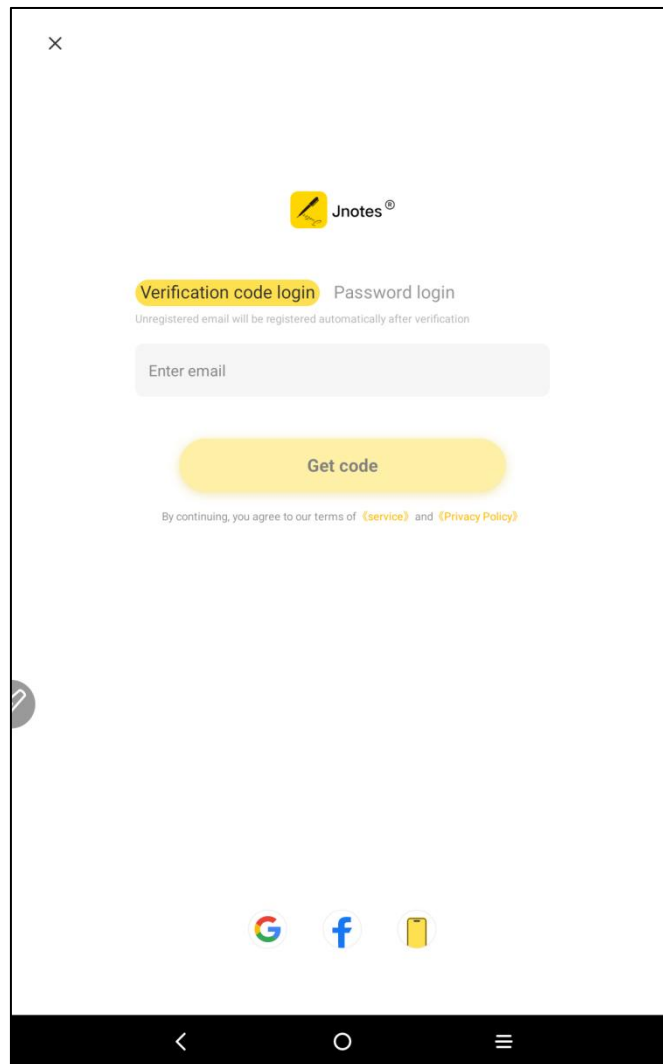 Jnotes®
Verification code login Password login
Unregistered email will be registered automatically after verification
Enter email
Get code
By continuing, you agree to our terms of 《service》 and 《Privacy Policy》